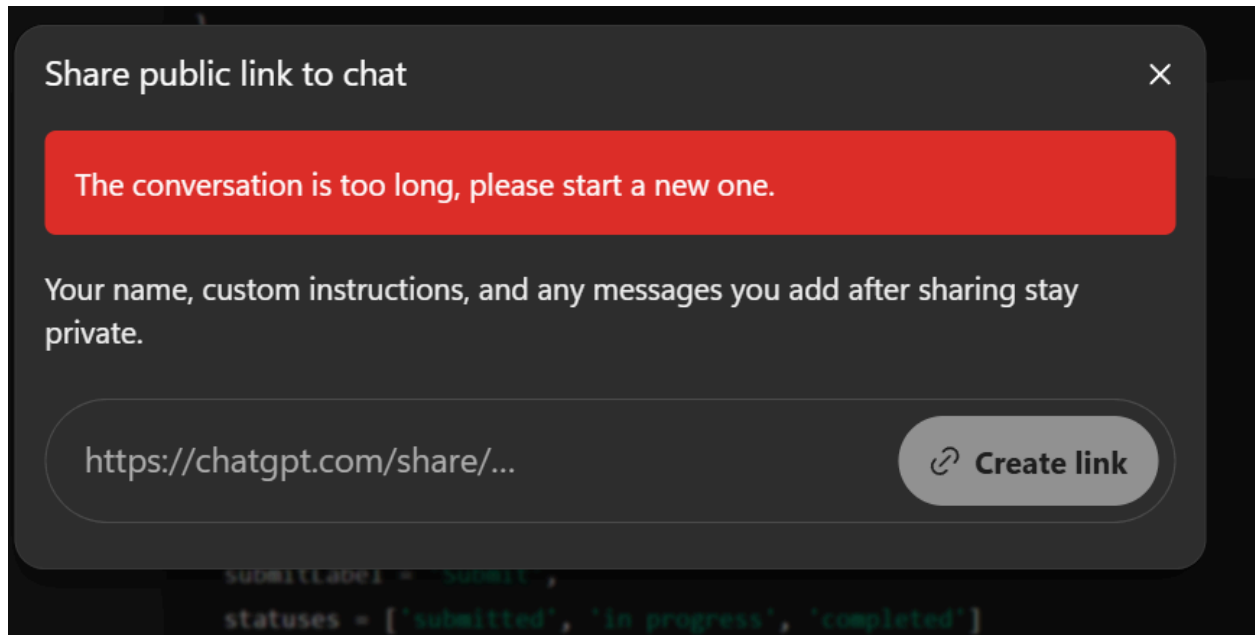 }
Share public link to chat
The conversation is too long, please start a new one.
Your name, custom instructions, and any messages you add after sharing stay
private.
https://chatgpt.com/share/...
Create link
submitLabel = 'Submit',
statuses = ['submitted', 'in progress', 'completed']